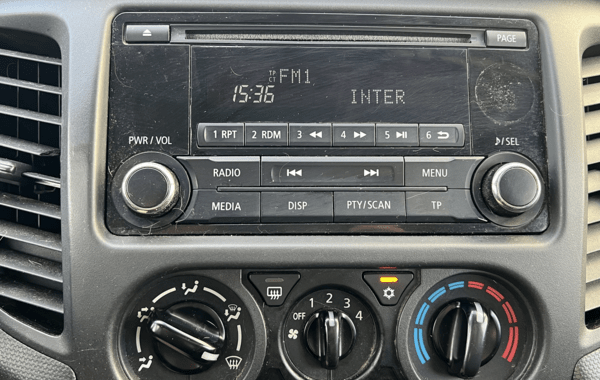 PAGE
TP
CT FM1
15:36 INTER
1 RPT 2 RDM 3 4 5 6
PWR / VOL
/ SEL
RADIO MENU
MEDIA DISP PTY/SCAN TP
OFF 1 2 3 4